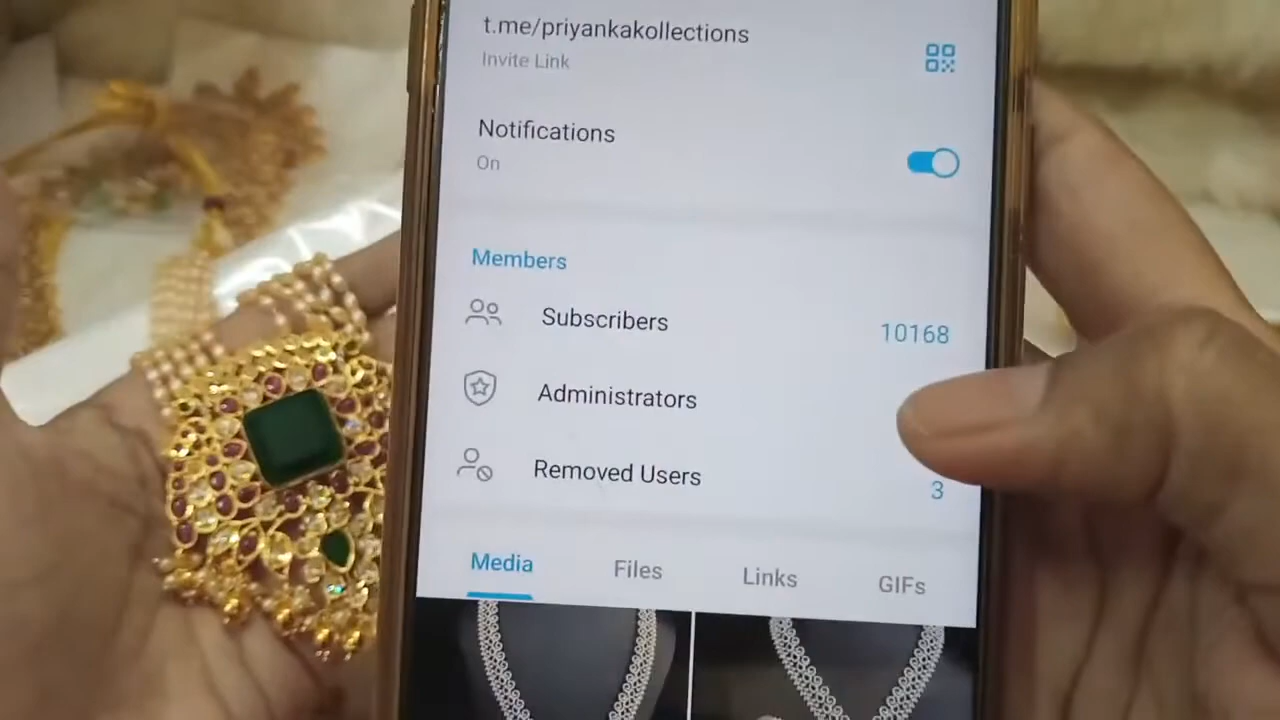 t.me/priyankakollections
Invite Link
Notifications
On
Members
Subscribers 10168
Administrators
Removed Users 3
Media Files Links GIFs